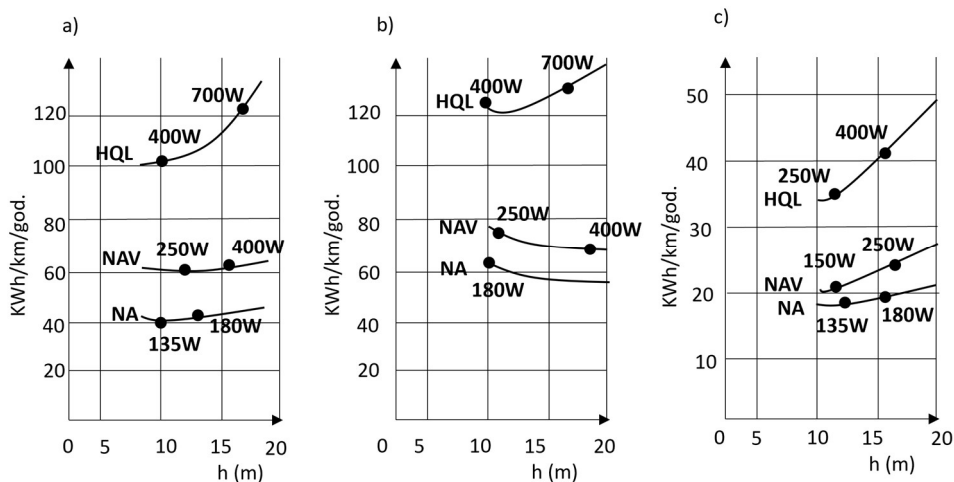 a)
KWh/km/god.
120
100
80
60
40
20
700W
400W
HQL
NAV
250W
400W
NA
180W
135W
0
5
10
15
20
h (m)
b)
KWh/km/god.
120
100
80
60
40
20
700W
400W
HQL
NAV
250W
400W
NA
180W
0
5
10
15
20
h (m)
c)
KWh/km/god.
50
40
30
20
10
400W
250W
HQL
250W
150W
NAV
NA
135W
180W
0
5
10
15
20
h (m)